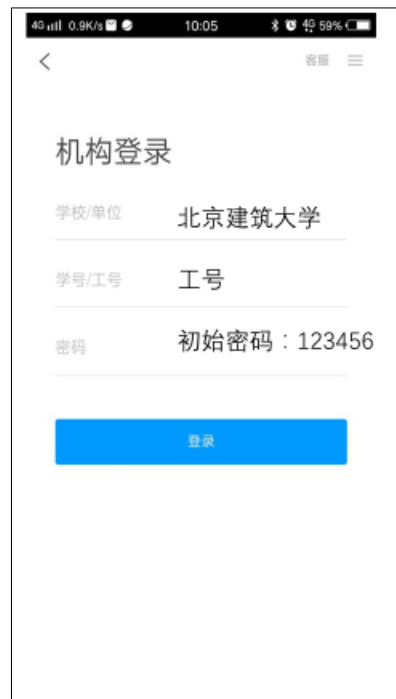 4G 0.9K/s 10:05 4G 59%
客服
机构登录
学校/单位 北京建筑大学
学号/工号 工号
密码 初始密码：123456
登录